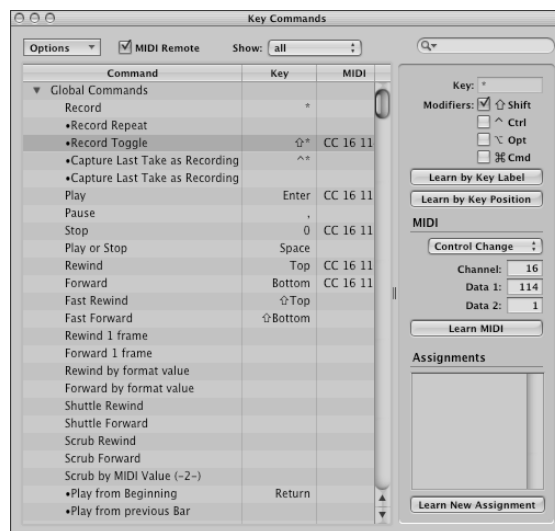 Key Commands
Options MIDI Remote Show: all
Command Key MIDI
Global Commands
Record *
•Record Repeat
•Record Toggle ⇧* CC 16 11
•Capture Last Take as Recording ^*
•Capture Last Take as Recording
Play Enter CC 16 11
Pause ,
Stop 0 CC 16 11
Play or Stop Space
Rewind Top CC 16 11
Forward Bottom CC 16 11
Fast Rewind ⇧Top
Fast Forward ⇧Bottom
Rewind 1 frame
Forward 1 frame
Rewind by format value
Forward by format value
Shuttle Rewind
Shuttle Forward
Scrub Rewind
Scrub Forward
Scrub by MIDI Value (-2-)
•Play from Beginning Return
•Play from previous Bar
Key: *
Modifiers: ⇧ Shift
^ Ctrl
⌥ Opt
⌘ Cmd
Learn by Key Label
Learn by Key Position
MIDI
Control Change
Channel: 16
Data 1: 114
Data 2: 1
Learn MIDI
Assignments
Learn New Assignment